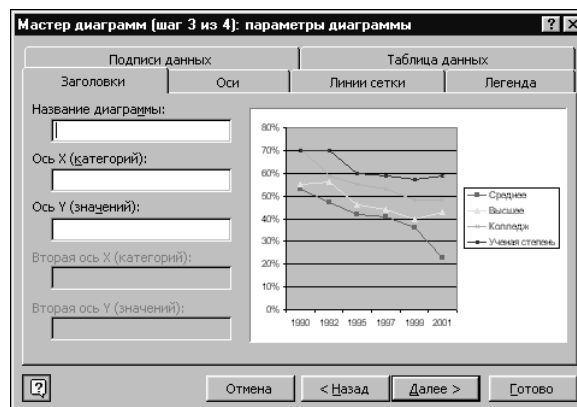 Мастер диаграмм (шаг 3 из 4): параметры диаграммы
Подписи данных
Таблица данных
Заголовки
Оси
Линии сетки
Легенда
Название диаграммы:
Ось X (категорий):
Ось Y (значений):
Вторая ось X (категорий):
Вторая ось Y (значений):
80%
70%
60%
50%
40%
30%
20%
10%
0%
1990 1992 1995 1997 1999 2001
Среднее
Высшее
Колледж
Ученая степень
Отмена
< Назад
Далее >
Готово